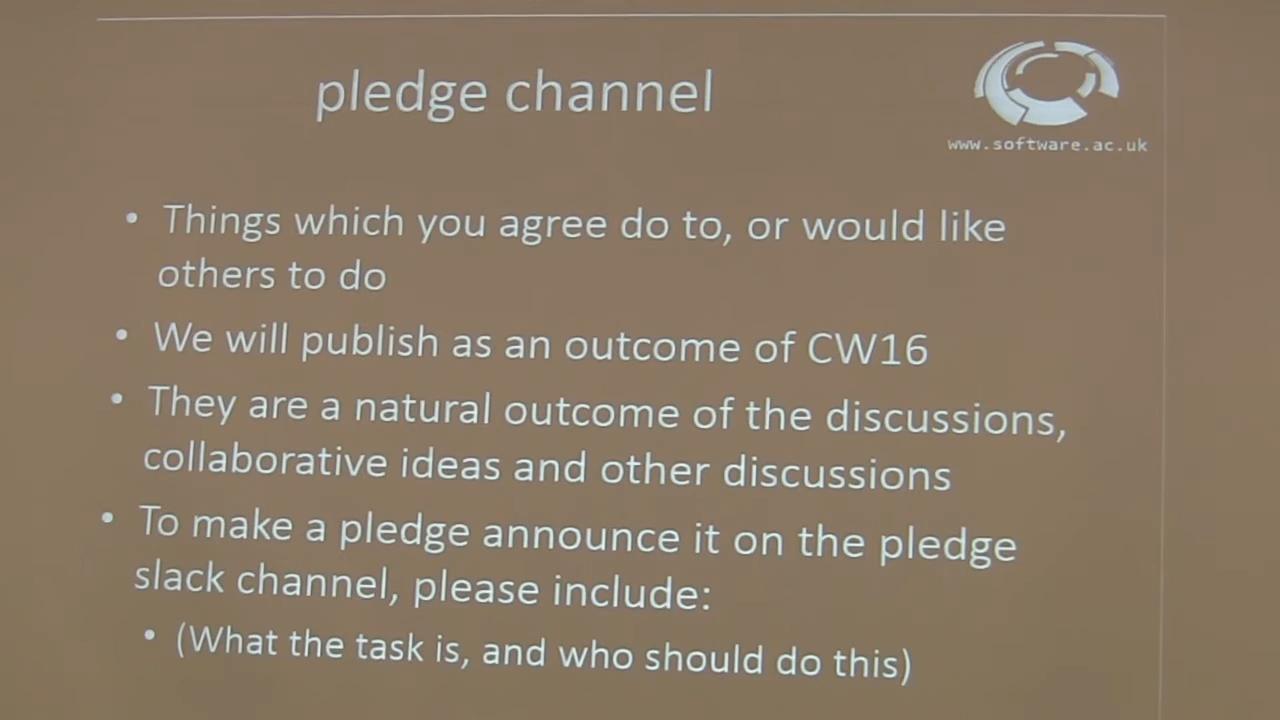 pledge channel
www.software.ac.uk
• Things which you agree do to, or would like
others to do
• We will publish as an outcome of CW16
• They are a natural outcome of the discussions,
collaborative ideas and other discussions
• To make a pledge announce it on the pledge
slack channel, please include:
• (What the task is, and who should do this)